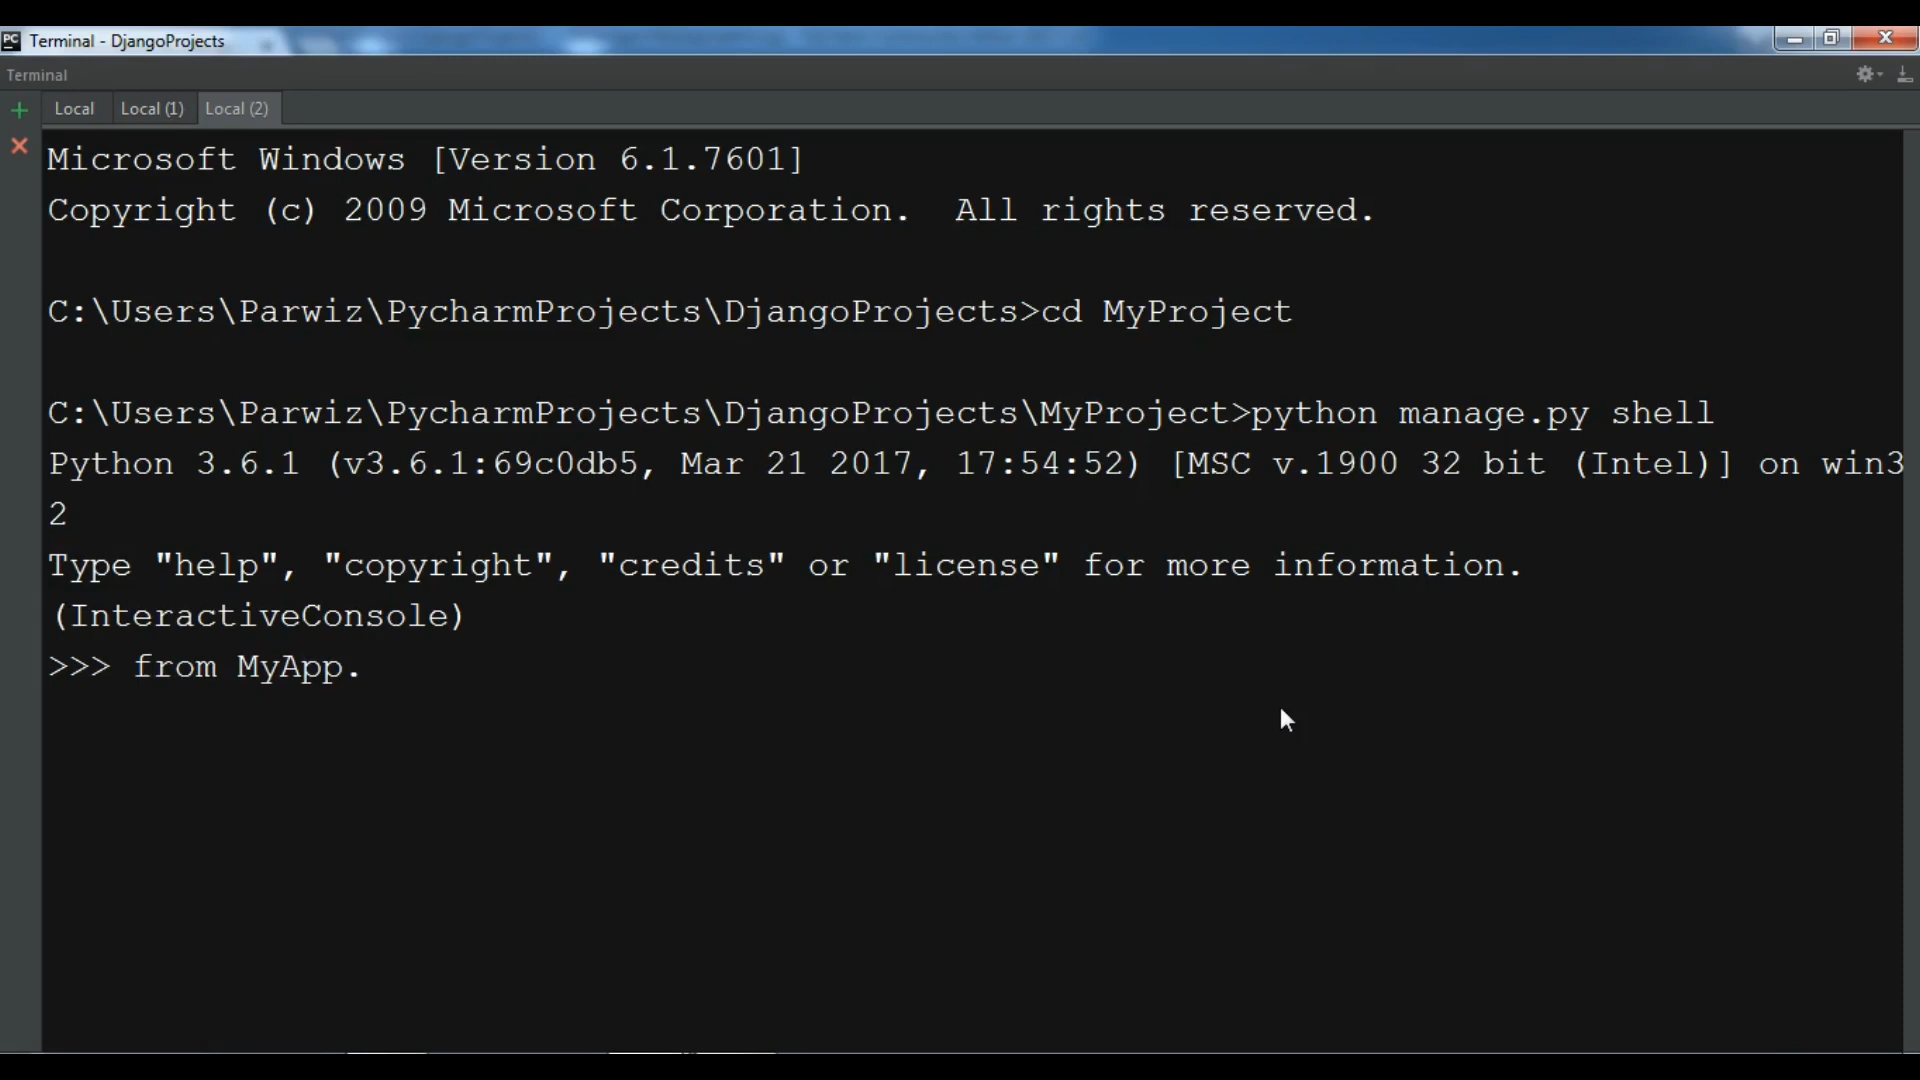 PC Terminal - DjangoProjects
Terminal
Local Local (1) Local (2)
Microsoft Windows [Version 6.1.7601]
Copyright (c) 2009 Microsoft Corporation.  All rights reserved.
C:\Users\Parwiz\PycharmProjects\DjangoProjects>cd MyProject
C:\Users\Parwiz\PycharmProjects\DjangoProjects\MyProject>python manage.py shell
Python 3.6.1 (v3.6.1:69c0db5, Mar 21 2017, 17:54:52) [MSC v.1900 32 bit (Intel)] on win3
2
Type "help", "copyright", "credits" or "license" for more information.
(InteractiveConsole)
>>> from MyApp.